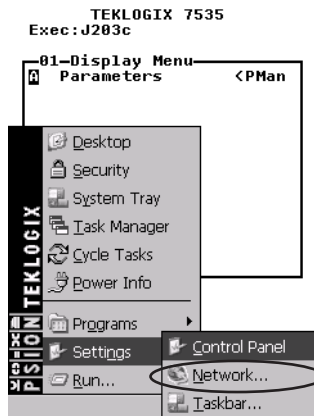 TEKLOGIX 7535
Exec:J203c
01—Display Menu
A Parameters <PMan
Desktop
Security
System Tray
Task Manager
Cycle Tasks
Power Info
Programs
Settings
Run...
PSION TEKLOGIX
Control Panel
Network...
Taskbar...